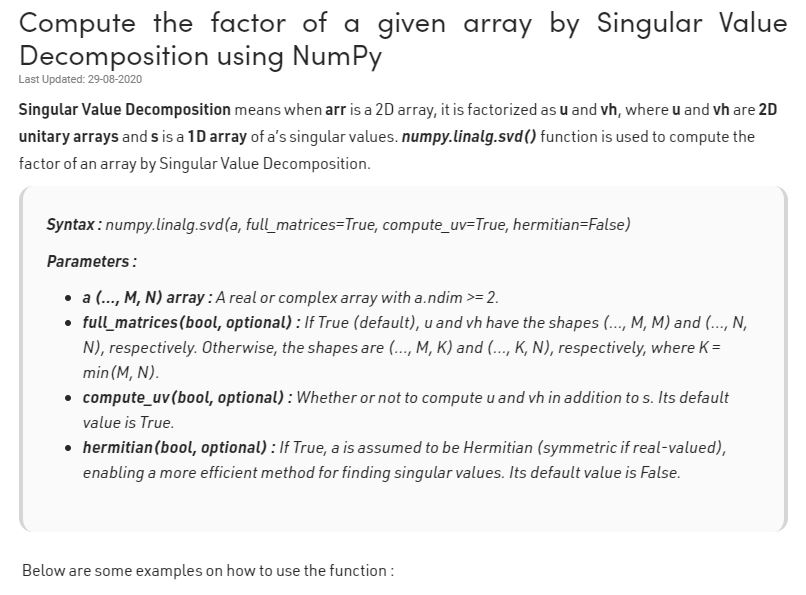 Compute the factor of a given array by Singular Value
Decomposition using NumPy
Last Updated: 29-08-2020
Singular Value Decomposition means when arr is a 2D array, it is factorized as u and vh, where u and vh are 2D
unitary arrays and s is a 1D array of a's singular values. numpy.linalg.svd() function is used to compute the
factor of an array by Singular Value Decomposition.
Syntax : numpy.linalg.svd(a, full_matrices=True, compute_uv=True, hermitian=False)
Parameters :
• a (…, M, N) array : A real or complex array with a.ndim >= 2.
• full_matrices(bool, optional) : If True (default), u and vh have the shapes (…, M, M) and (…, N,
N), respectively. Otherwise, the shapes are (…, M, K) and (…, K, N), respectively, where K =
min(M, N).
• compute_uv(bool, optional) : Whether or not to compute u and vh in addition to s. Its default
value is True.
• hermitian(bool, optional) : If True, a is assumed to be Hermitian (symmetric if real-valued),
enabling a more efficient method for finding singular values. Its default value is False.
Below are some examples on how to use the function :